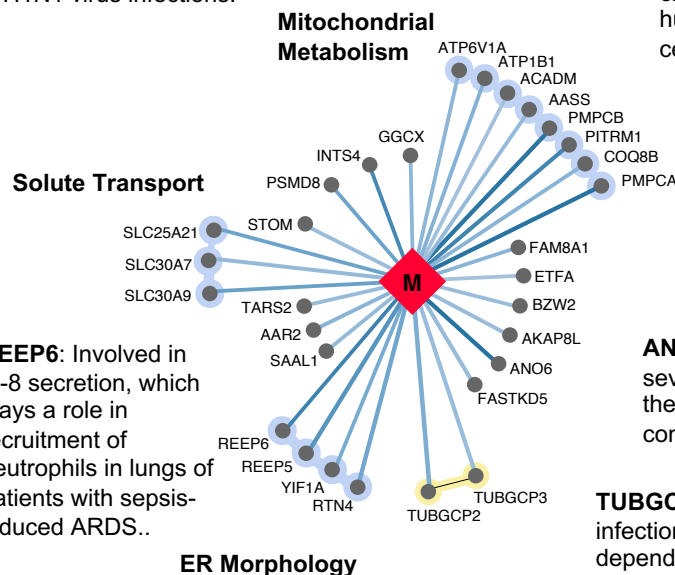 Mitochondrial
Metabolism
ATP6V1A
ATP1B1
ACADM
AASS
PMPCB
PITRM1
COQ8B
PMPCA
GGCX
INTS4
PSMD8
STOM
Solute Transport
SLC25A21
SLC30A7
SLC30A9
M
FAM8A1
ETFA
BZW2
AKAP8L
ANO6
FASTKD5
TARS2
AAR2
SAAL1
EEP6: Involved in
-8 secretion, which
ays a role in
ecruitment of
eutrophils in lungs of
atients with sepsis-
duced ARDS..
REEP6
REEP5
YIF1A
RTN4
TUBGCP3
TUBGCP2
ER Morphology
AN
sev
the
con
TUBGC
infection
depend